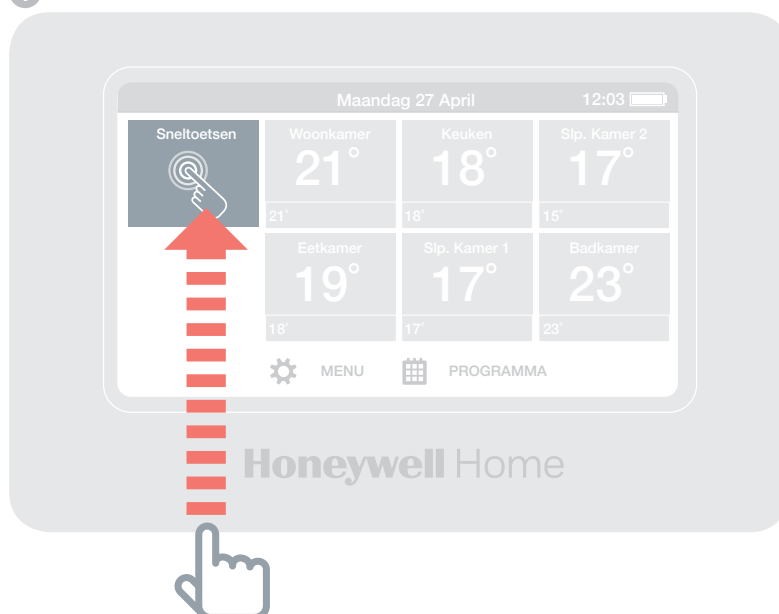 Maandag 27 April 12:03
Sneltoetsen Woonkamer Keuken Slp. Kamer 2
21° 18° 17°
21° 18° 15°
Eetkamer Slp. Kamer 1 Badkamer
19° 17° 23°
18° 17° 23°
MENU PROGRAMMA
Honeywell Home